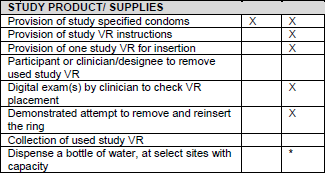 STUDY PRODUCT/ SUPPLIES
Provision of study specified condoms X X
Provision of study VR instructions X
Provision of one study VR for insertion X
Participant or clinician/designee to remove
used study VR
Digital exam(s) by clinician to check VR X
placement
Demonstrated attempt to remove and reinsert X
the ring
Collection of used study VR
Dispense a bottle of water, at select sites with *
capacity